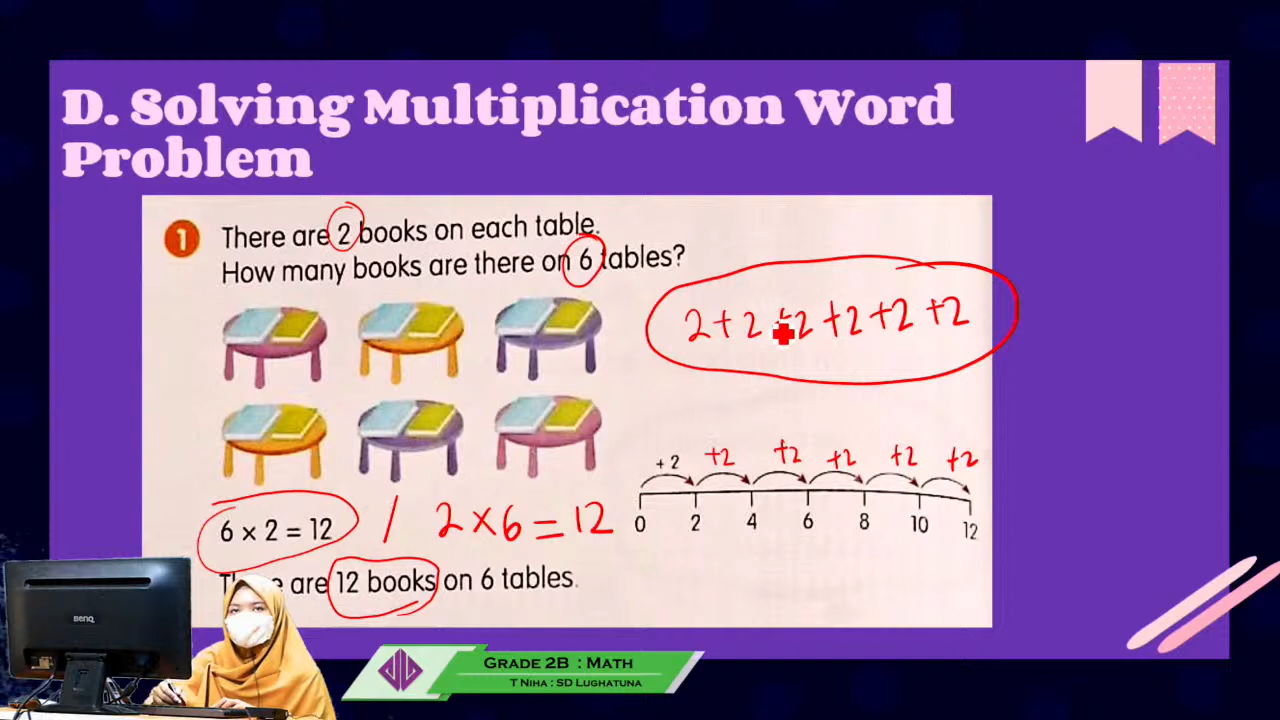 D. Solving Multiplication Word
Problem
1
There are 2 books on each table.
How many books are there on 6 tables?
2+2+2+2+2+2
+2 +2 +2 +2 +2 +2
0 2 4 6 8 10 12
6 × 2 = 12 / 2×6=12
are 12 books on 6 tables.
BenQ
Grade 2B : Math
T Niha : SD Lughatuna